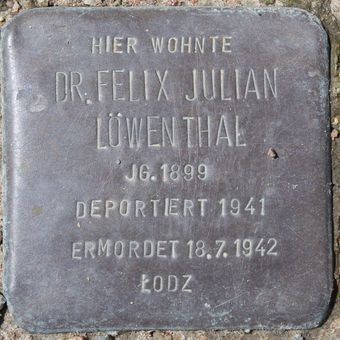 HIER WOHNTE
DR. FELIX JULIAN
LÖWENTHAL
JG. 1899
DEPORTIERT 1941
ERMORDET 18.7.1942
ŁODZ